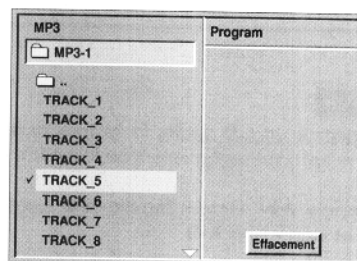 MP3
MP3-1
..
TRACK_1
TRACK_2
TRACK_3
TRACK_4
✓ TRACK_5
TRACK_6
TRACK_7
TRACK_8
Program
Effacement